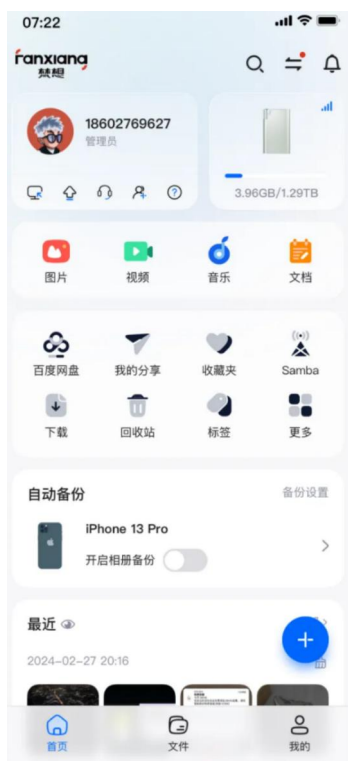 07:22
fanxiang
梵想
18602769627
管理员
3.96GB/1.29TB
图片
视频
音乐
文档
百度网盘
我的分享
收藏夹
Samba
下载
回收站
标签
更多
自动备份
备份设置
iPhone 13 Pro
开启相册备份
最近
2024-02-27 20:16
首页
文件
我的